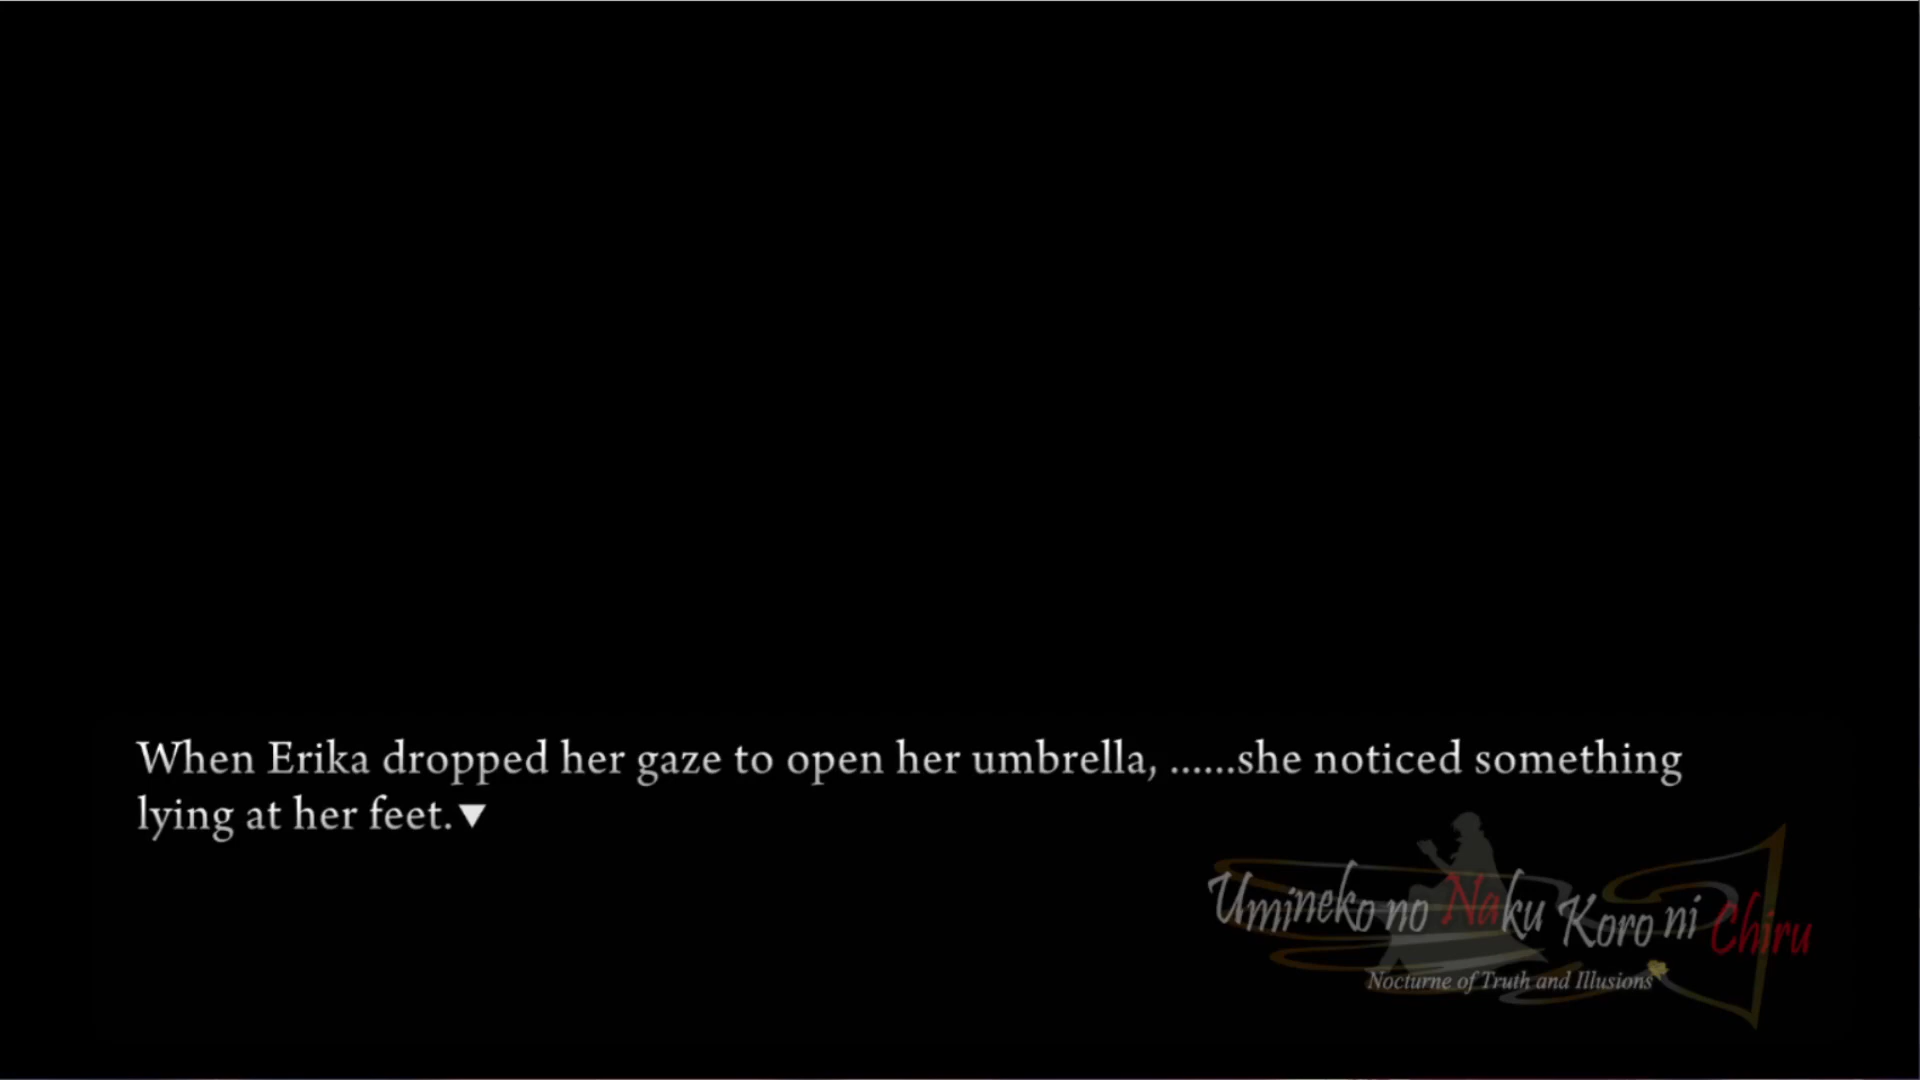 When Erika dropped her gaze to open her umbrella, ......she noticed something
lying at her feet.▼
Umineko no Naku Koro ni Chiru
Nocturne of Truth and Illusions